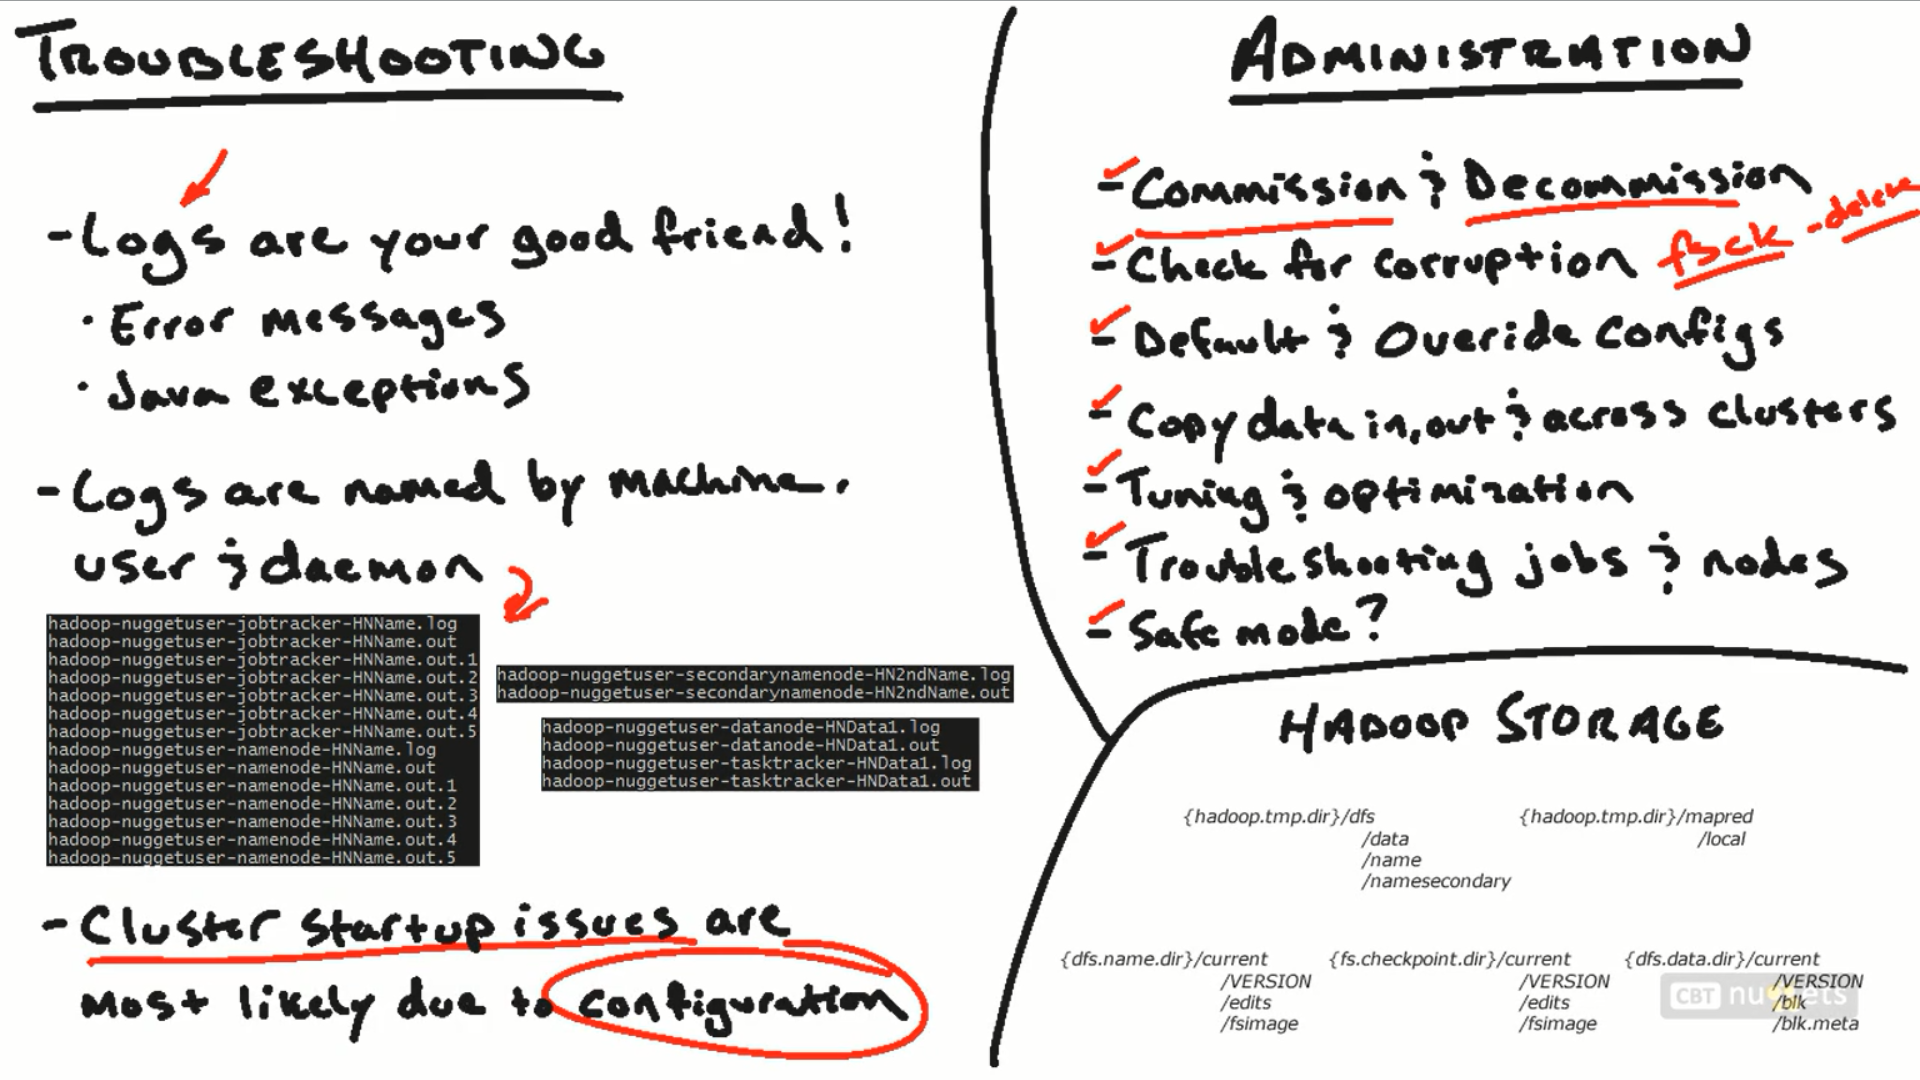 TROUBLESHOOTING
- Logs are your good friend!
· Error messages
· Java exceptions
- Logs are named by machine,
user & daemon
hadoop-nuggetuser-jobtracker-HNName.log
hadoop-nuggetuser-jobtracker-HNName.out
hadoop-nuggetuser-jobtracker-HNName.out.1
hadoop-nuggetuser-jobtracker-HNName.out.2
hadoop-nuggetuser-jobtracker-HNName.out.3
hadoop-nuggetuser-jobtracker-HNName.out.4
hadoop-nuggetuser-jobtracker-HNName.out.5
hadoop-nuggetuser-namenode-HNName.log
hadoop-nuggetuser-namenode-HNName.out
hadoop-nuggetuser-namenode-HNName.out.1
hadoop-nuggetuser-namenode-HNName.out.2
hadoop-nuggetuser-namenode-HNName.out.3
hadoop-nuggetuser-namenode-HNName.out.4
hadoop-nuggetuser-namenode-HNName.out.5
hadoop-nuggetuser-secondarynamenode-HN2ndName.log
hadoop-nuggetuser-secondarynamenode-HN2ndName.out
hadoop-nuggetuser-datanode-HNData1.log
hadoop-nuggetuser-datanode-HNData1.out
hadoop-nuggetuser-tasktracker-HNData1.log
hadoop-nuggetuser-tasktracker-HNData1.out
- Cluster startup issues are
most likely due to configuration
ADMINISTRATION
- Commission & Decommission
- Check for corruption fsck -delete
- Default & Override Configs
- Copy data in, out & across clusters
- Tuning & optimization
- Troubleshooting jobs & nodes
- Safe mode?
HADOOP STORAGE
{hadoop.tmp.dir}/dfs
/data
/name
/namesecondary
{hadoop.tmp.dir}/mapred
/local
{dfs.name.dir}/current
/VERSION
/edits
/fsimage
{fs.checkpoint.dir}/current
/VERSION
/edits
/fsimage
{dfs.data.dir}/current
/VERSION
/blk
/blk.meta
CBT nuggets